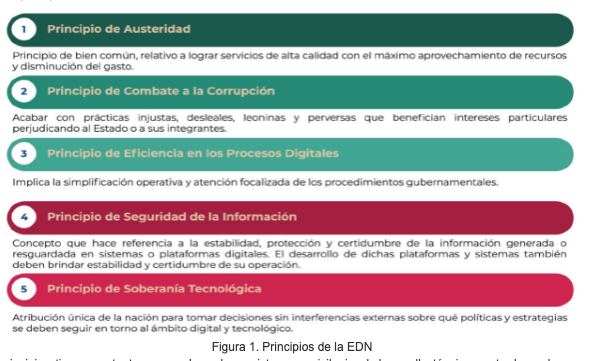 1 Principio de Austeridad
Principio de bien común, relativo a lograr servicios de alta calidad con el máximo aprovechamiento de recursos
y disminución del gasto.
2 Principio de Combate a la Corrupción
Acabar con prácticas injustas, desleales, leoninas y perversas que benefician intereses particulares
perjudicando al Estado o a sus integrantes.
3 Principio de Eficiencia en los Procesos Digitales
Implica la simplificación operativa y atención focalizada de los procedimientos gubernamentales.
4 Principio de Seguridad de la Información
Concepto que hace referencia a la estabilidad, protección y certidumbre de la información generada o
resguardada en sistemas o plataformas digitales. El desarrollo de dichas plataformas y sistemas también
deben brindar estabilidad y certidumbre de su operación.
5 Principio de Soberanía Tecnológica
Atribución única de la nación para tomar decisiones sin interferencias externas sobre qué políticas y estrategias
se deben seguir en torno al ámbito digital y tecnológico.
Figura 1. Principios de la EDN